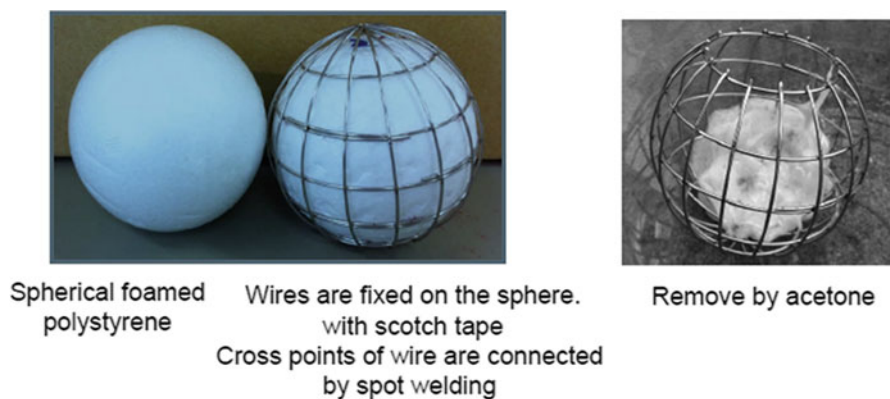 Spherical foamed
polystyrene
Wires are fixed on the sphere.
with scotch tape
Cross points of wire are connected
by spot welding
Remove by acetone